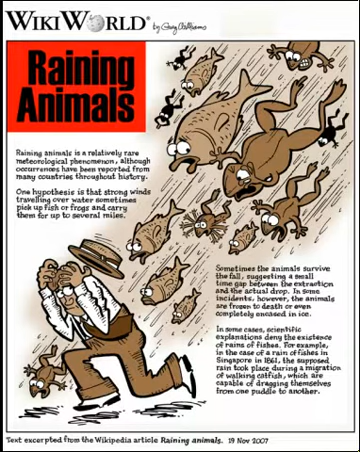 WIKIWORLD by Greg Williams
Raining
Animals
Raining animals is a relatively rare
meteorological phenomenon, although
occurrences have been reported from
many countries throughout history.
One hypothesis is that strong winds
travelling over water sometimes
pick up fish or frogs and carry
them for up to several miles.
Sometimes the animals survive
the fall, suggesting a small
time gap between the extraction
and the actual drop. In some
incidents, however, the animals
are frozen to death or even
completely encased in ice.
In some cases, scientific
explanations deny the existence
of rains of fishes. For example,
in the case of a rain of fishes in
Singapore in 1861, the supposed
rain took place during a migration
of walking catfish, which are
capable of dragging themselves
from one puddle to another.
Text excerpted from the Wikipedia article Raining animals. 19 Nov 2007